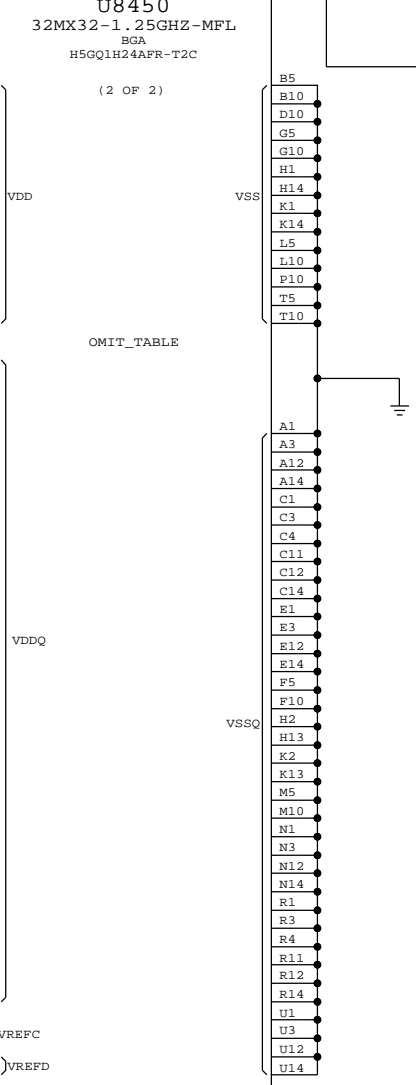 U8450
32MX32-1.25GHZ-MFL
BGA
H5GQ1H24AFR-T2C
(2 OF 2)
B5
B10
D10
G5
G10
H1
H14
VDD
VSS
K1
K14
L5
L10
P10
T5
T10
OMIT_TABLE
A1
A3
A12
A14
C1
C3
C4
C11
C12
C14
E1
E3
E12
VDDQ
E14
F5
F10
H2
VSSQ
H13
K2
K13
M5
M10
N1
N3
N12
N14
R1
R3
R4
R11
R12
R14
U1
U3
VREFC
U12
U14
VREFD